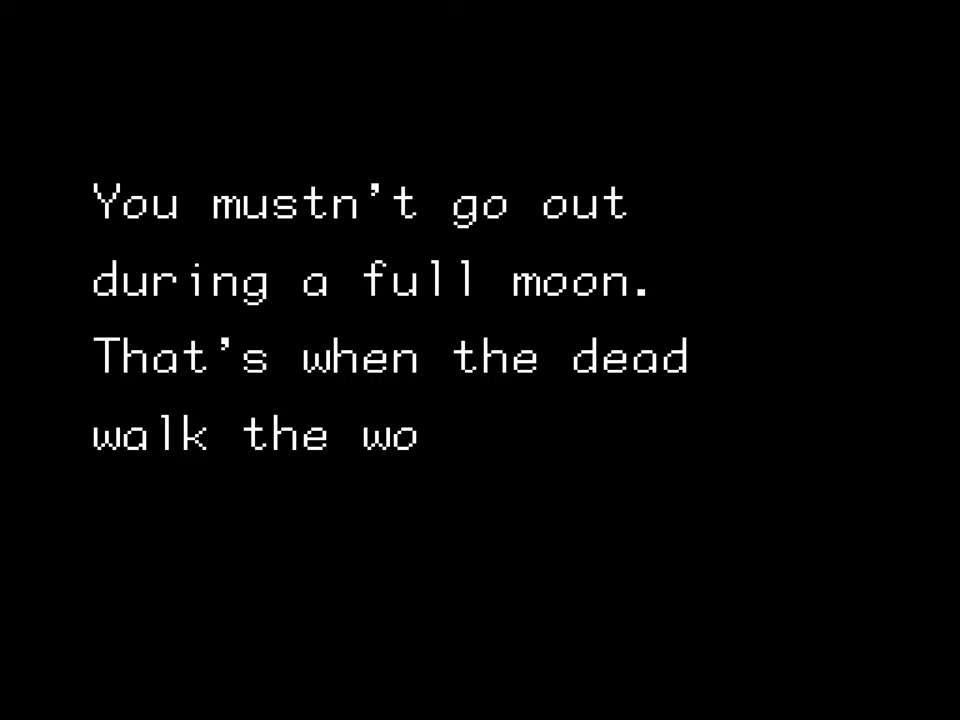 You mustn't go out
during a full moon.
That's when the dead
walk the wo